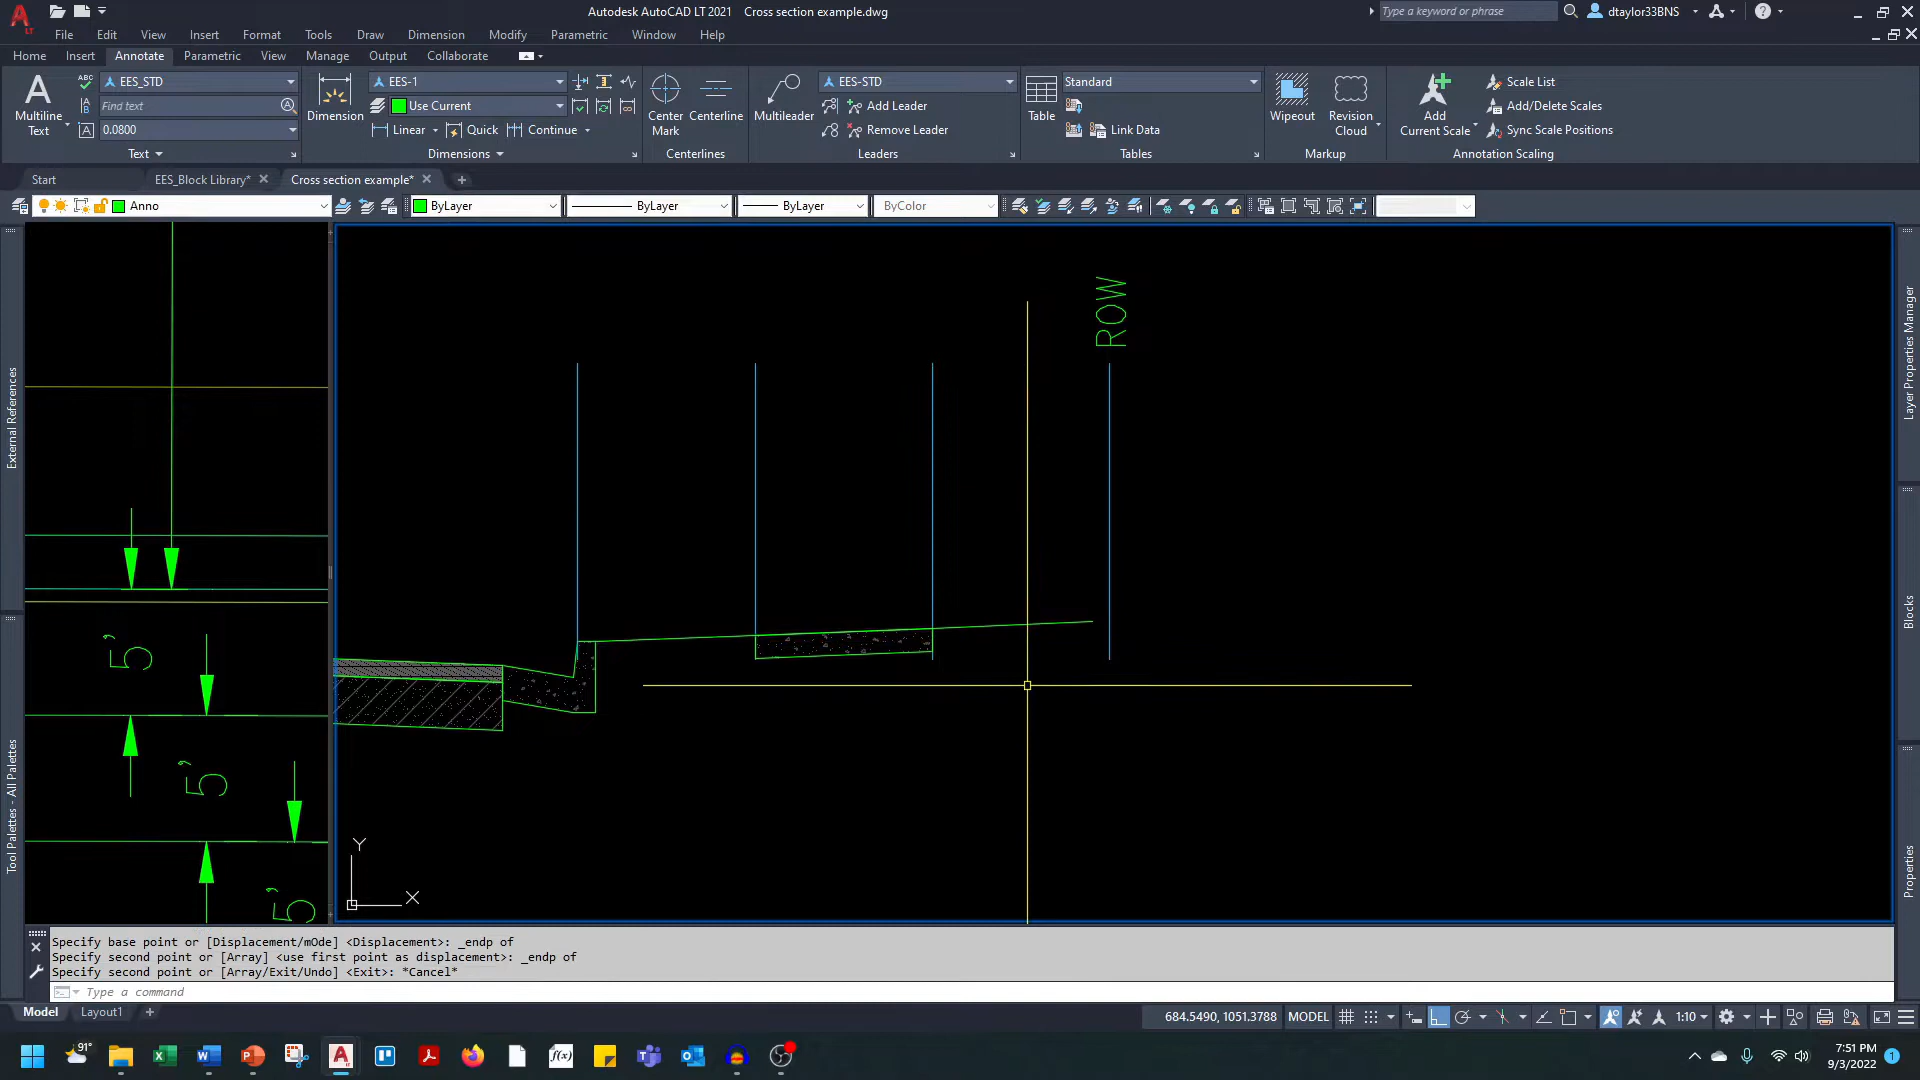 Autodesk AutoCAD LT 2021 Cross section example.dwg
Type a keyword or phrase
dtaylor33BNS
LT
File Edit View Insert Format Tools Draw Dimension Modify Parametric Window Help
Home Insert Annotate Parametric View Manage Output Collaborate
Multiline Text
ABC
EES_STD
Find text
0.0800
Text
Dimension
EES-1
Use Current
Linear Quick Continue
Dimensions
Center Mark
Centerline
Centerlines
Multileader
EES-STD
Add Leader
Remove Leader
Leaders
Table
Standard
Link Data
Tables
Wipeout
Revision Cloud
Markup
Add Current Scale
Scale List
Add/Delete Scales
Sync Scale Positions
Annotation Scaling
Start EES_Block Library* Cross section example*
Anno
ByLayer ByLayer ByLayer ByColor
External References
Tool Palettes - All Palettes
Layer Properties Manager
Blocks
Properties
ROW
5'
5'
5'
Y
X
Specify base point or [Displacement/mOde] <Displacement>: _endp of
Specify second point or [Array] <use first point as displacement>: _endp of
Specify second point or [Array/Exit/Undo] <Exit>: *Cancel*
Type a command
Model Layout1
684.5490, 1051.3788 MODEL 1:10
91°
f(x)
7:51 PM
9/3/2022
1